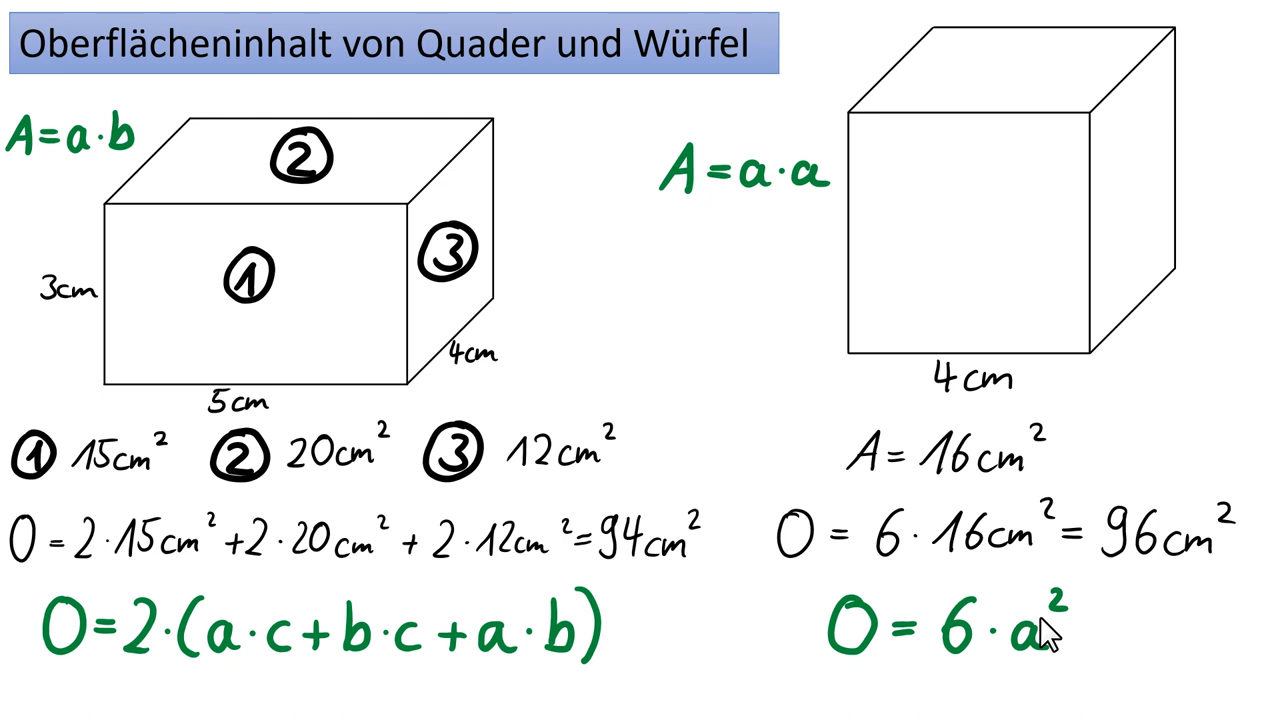 Oberflächeninhalt von Quader und Würfel
A=a·b
2
1
3
3cm
4cm
5cm
1 15cm² 2 20cm² 3 12cm²
O = 2·15cm² +2·20cm² + 2·12cm²=94cm²
O=2·(a·c+b·c+a·b)
A=a·a
4cm
A= 16cm²
O = 6·16cm²= 96cm²
O = 6·a²